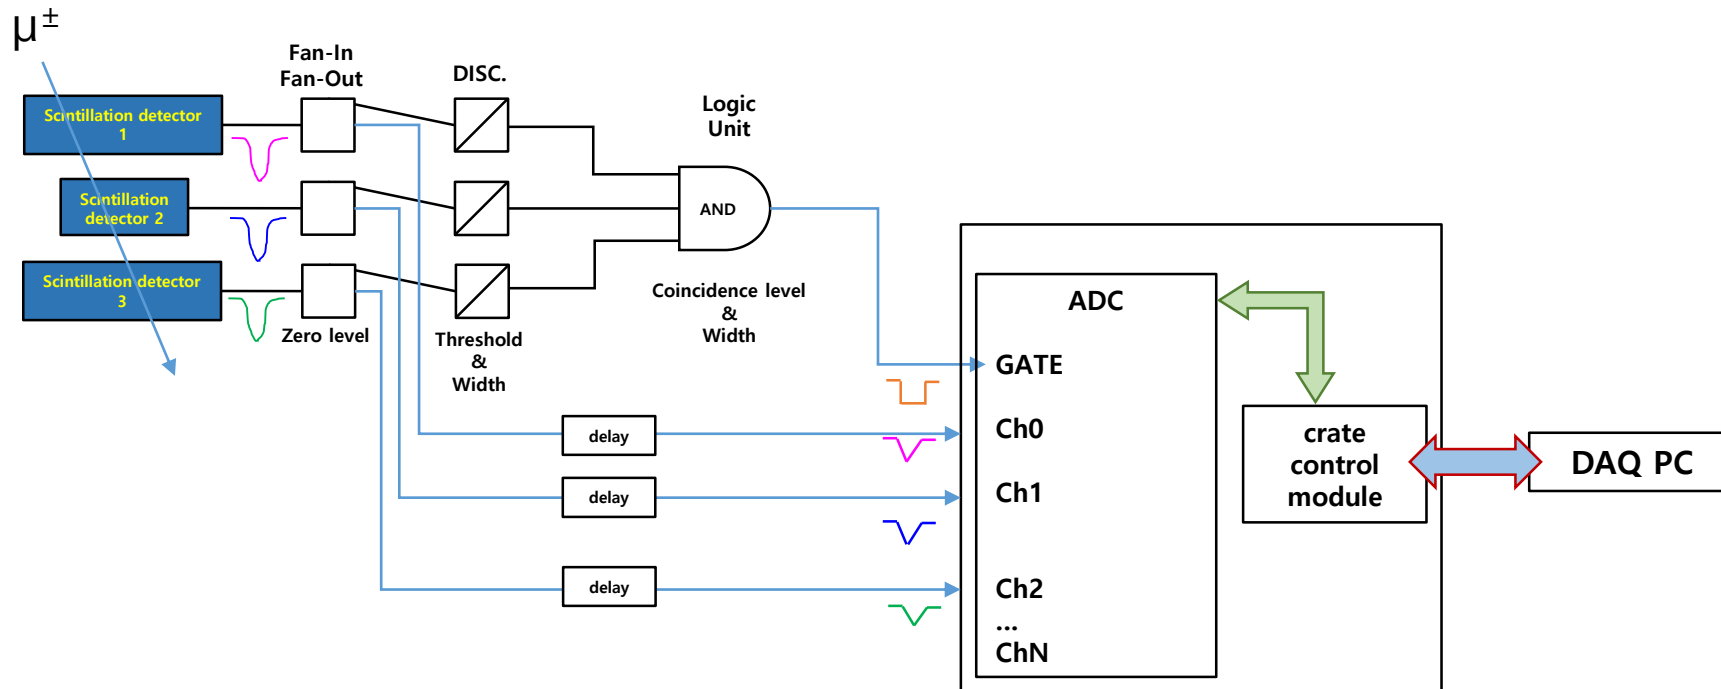 μ±
Fan-In
Fan-Out
DISC.
Logic
Unit
Scintillation detector
1
Scintillation
detector 2
Scintillation detector
3
AND
Zero level
Threshold
&
Width
Coincidence level
&
Width
delay
delay
delay
ADC
GATE
Ch0
Ch1
Ch2
...
ChN
crate
control
module
DAQ PC